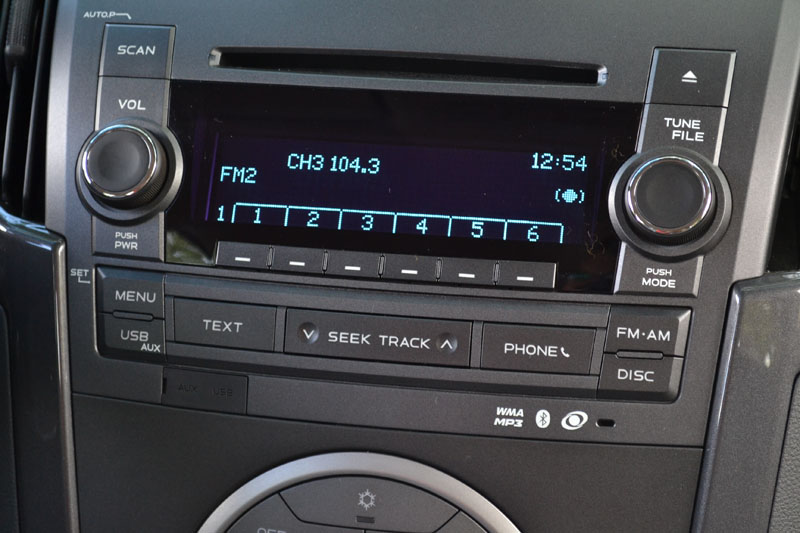 AUTO.P
SCAN
VOL
TUNE
FILE
CH3 104.3 12:54
FM2
1 1 2 3 4 5 6
PUSH
PWR
PUSH
MODE
SET
MENU
USB
AUX
TEXT
SEEK TRACK
PHONE
FM·AM
DISC
AUX USB
WMA
MP3